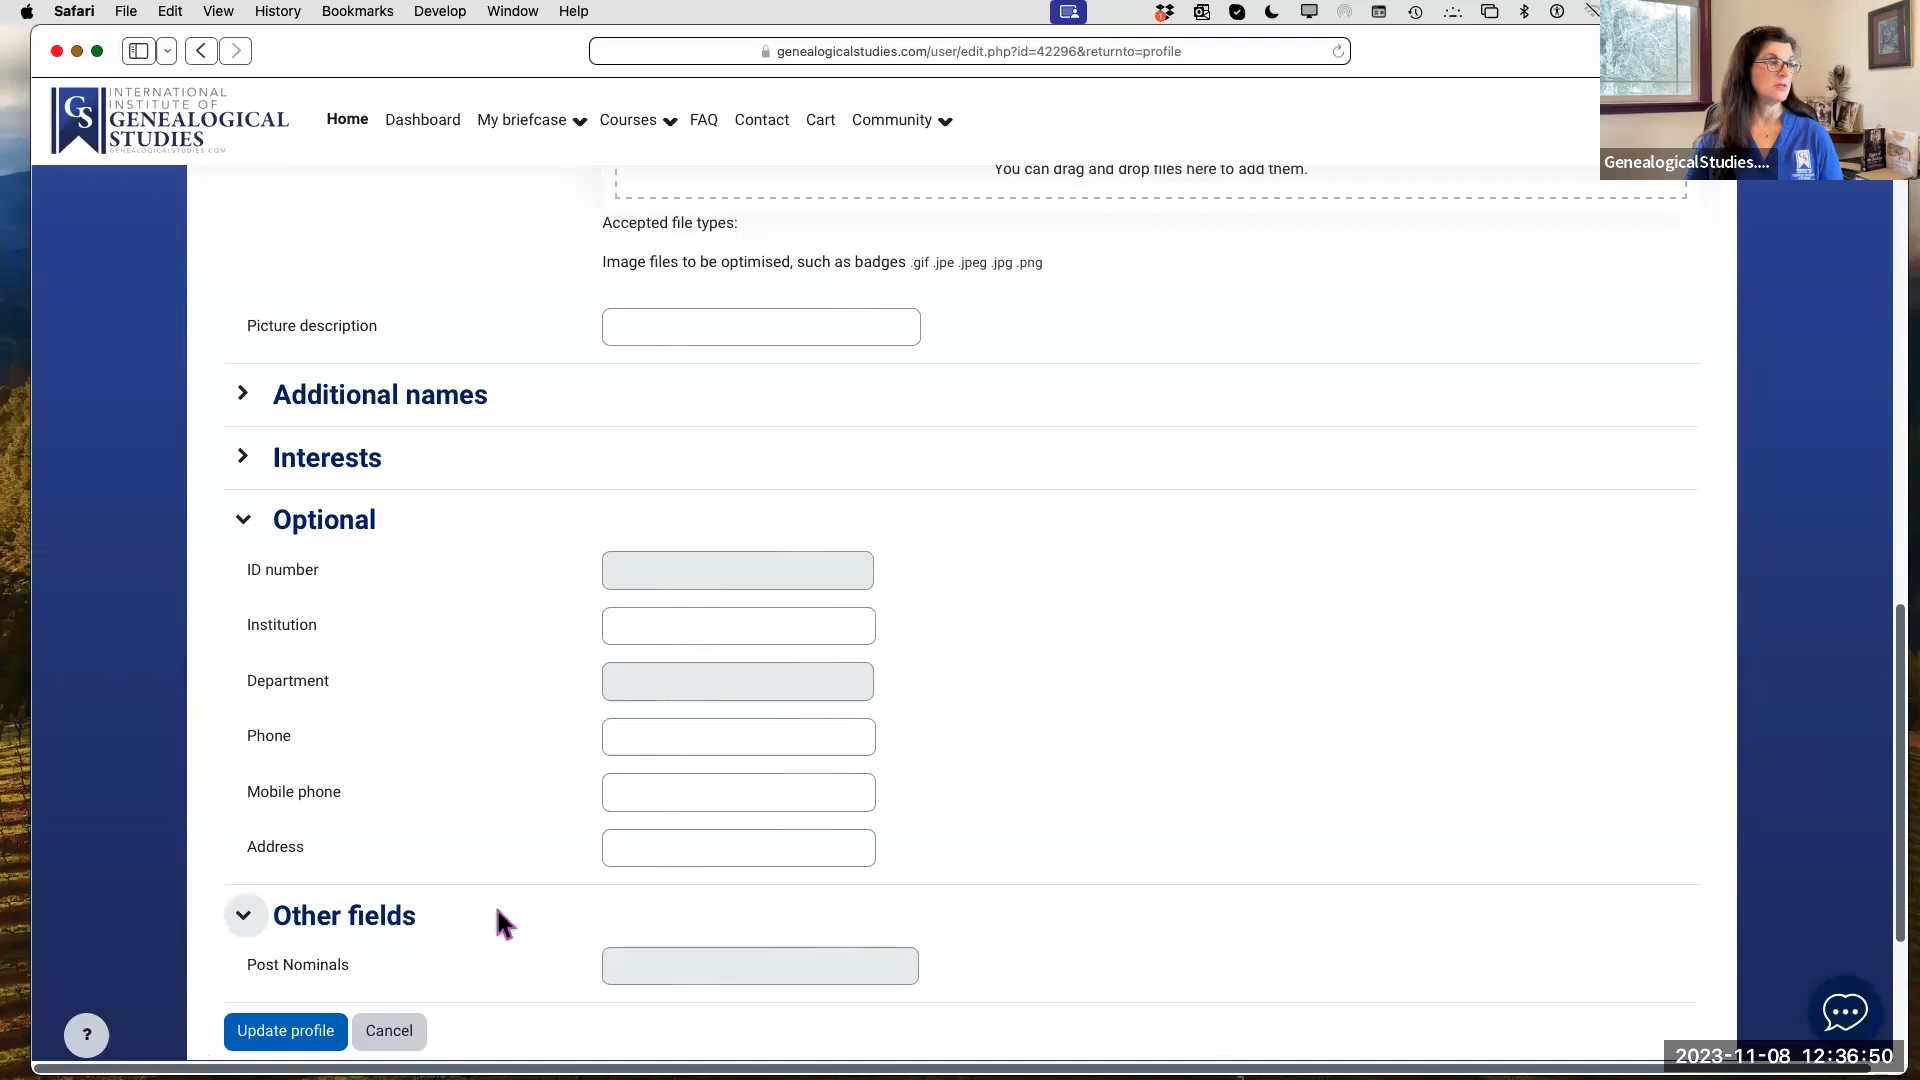 Safari File Edit View History Bookmarks Develop Window Help
genealogicalstudies.com/user/edit.php?id=42296&returnto=profile
GS
INTERNATIONAL
INSTITUTE OF
GENEALOGICAL
STUDIES
GENEALOGICALSTUDIES.COM
Home Dashboard My briefcase Courses FAQ Contact Cart Community
GenealogicalStudies....
You can drag and drop files here to add them.
Accepted file types:
Image files to be optimised, such as badges .gif .jpe .jpeg .jpg .png
Picture description
Additional names
Interests
Optional
ID number
Institution
Department
Phone
Mobile phone
Address
Other fields
Post Nominals
Update profile Cancel
?
2023-11-08 12:36:50